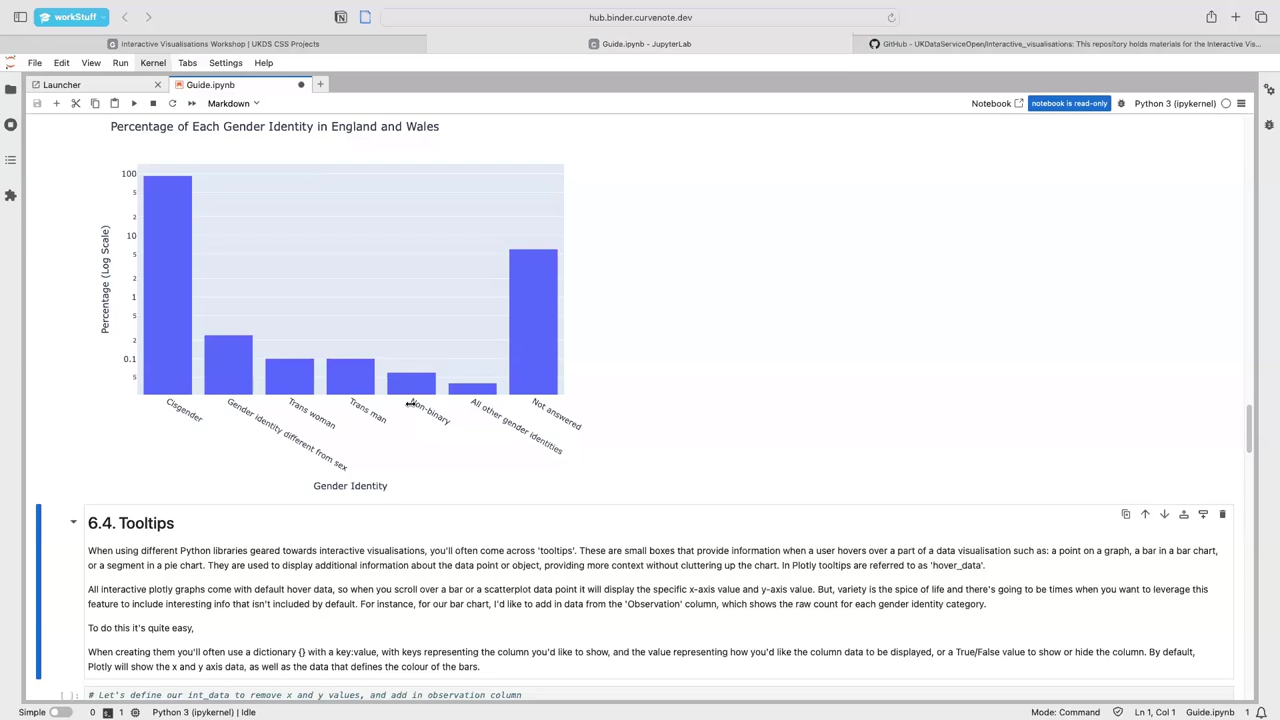 workStuff
hub.binder.curvenote.dev
Interactive Visualisations Workshop | UKDS CSS Projects
Guide.ipynb - JupyterLab
GitHub - UKDataServiceOpen/Interactive_visualisations: This repository holds materials for the Interactive Vis...
File Edit View Run Kernel Tabs Settings Help
Launcher
Guide.ipynb
Markdown
Notebook
notebook is read-only
Python 3 (ipykernel)
Percentage of Each Gender Identity in England and Wales
100
5
2
10
5
2
1
5
2
0.1
5
Percentage (Log Scale)
Cisgender
Gender identity different from sex
Trans woman
Trans man
Non-binary
All other gender identities
Not answered
Gender Identity
6.4. Tooltips
When using different Python libraries geared towards interactive visualisations, you'll often come across 'tooltips'. These are small boxes that provide information when a user hovers over a part of a data visualisation such as: a point on a graph, a bar in a bar chart,
or a segment in a pie chart. They are used to display additional information about the data point or object, providing more context without cluttering up the chart. In Plotly tooltips are referred to as 'hover_data'.
All interactive plotly graphs come with default hover data, so when you scroll over a bar or a scatterplot data point it will display the specific x-axis value and y-axis value. But, variety is the spice of life and there's going to be times when you want to leverage this
feature to include interesting info that isn't included by default. For instance, for our bar chart, I'd like to add in data from the 'Observation' column, which shows the raw count for each gender identity category.
To do this it's quite easy,
When creating them you'll often use a dictionary {} with a key:value, with keys representing the column you'd like to show, and the value representing how you'd like the column data to be displayed, or a True/False value to show or hide the column. By default,
Plotly will show the x and y axis data, as well as the data that defines the colour of the bars.
[ ]: # Let's define our int_data to remove x and y values, and add in observation column
Simple 0 1 Python 3 (ipykernel) | Idle
Mode: Command Ln 1, Col 1 Guide.ipynb 1